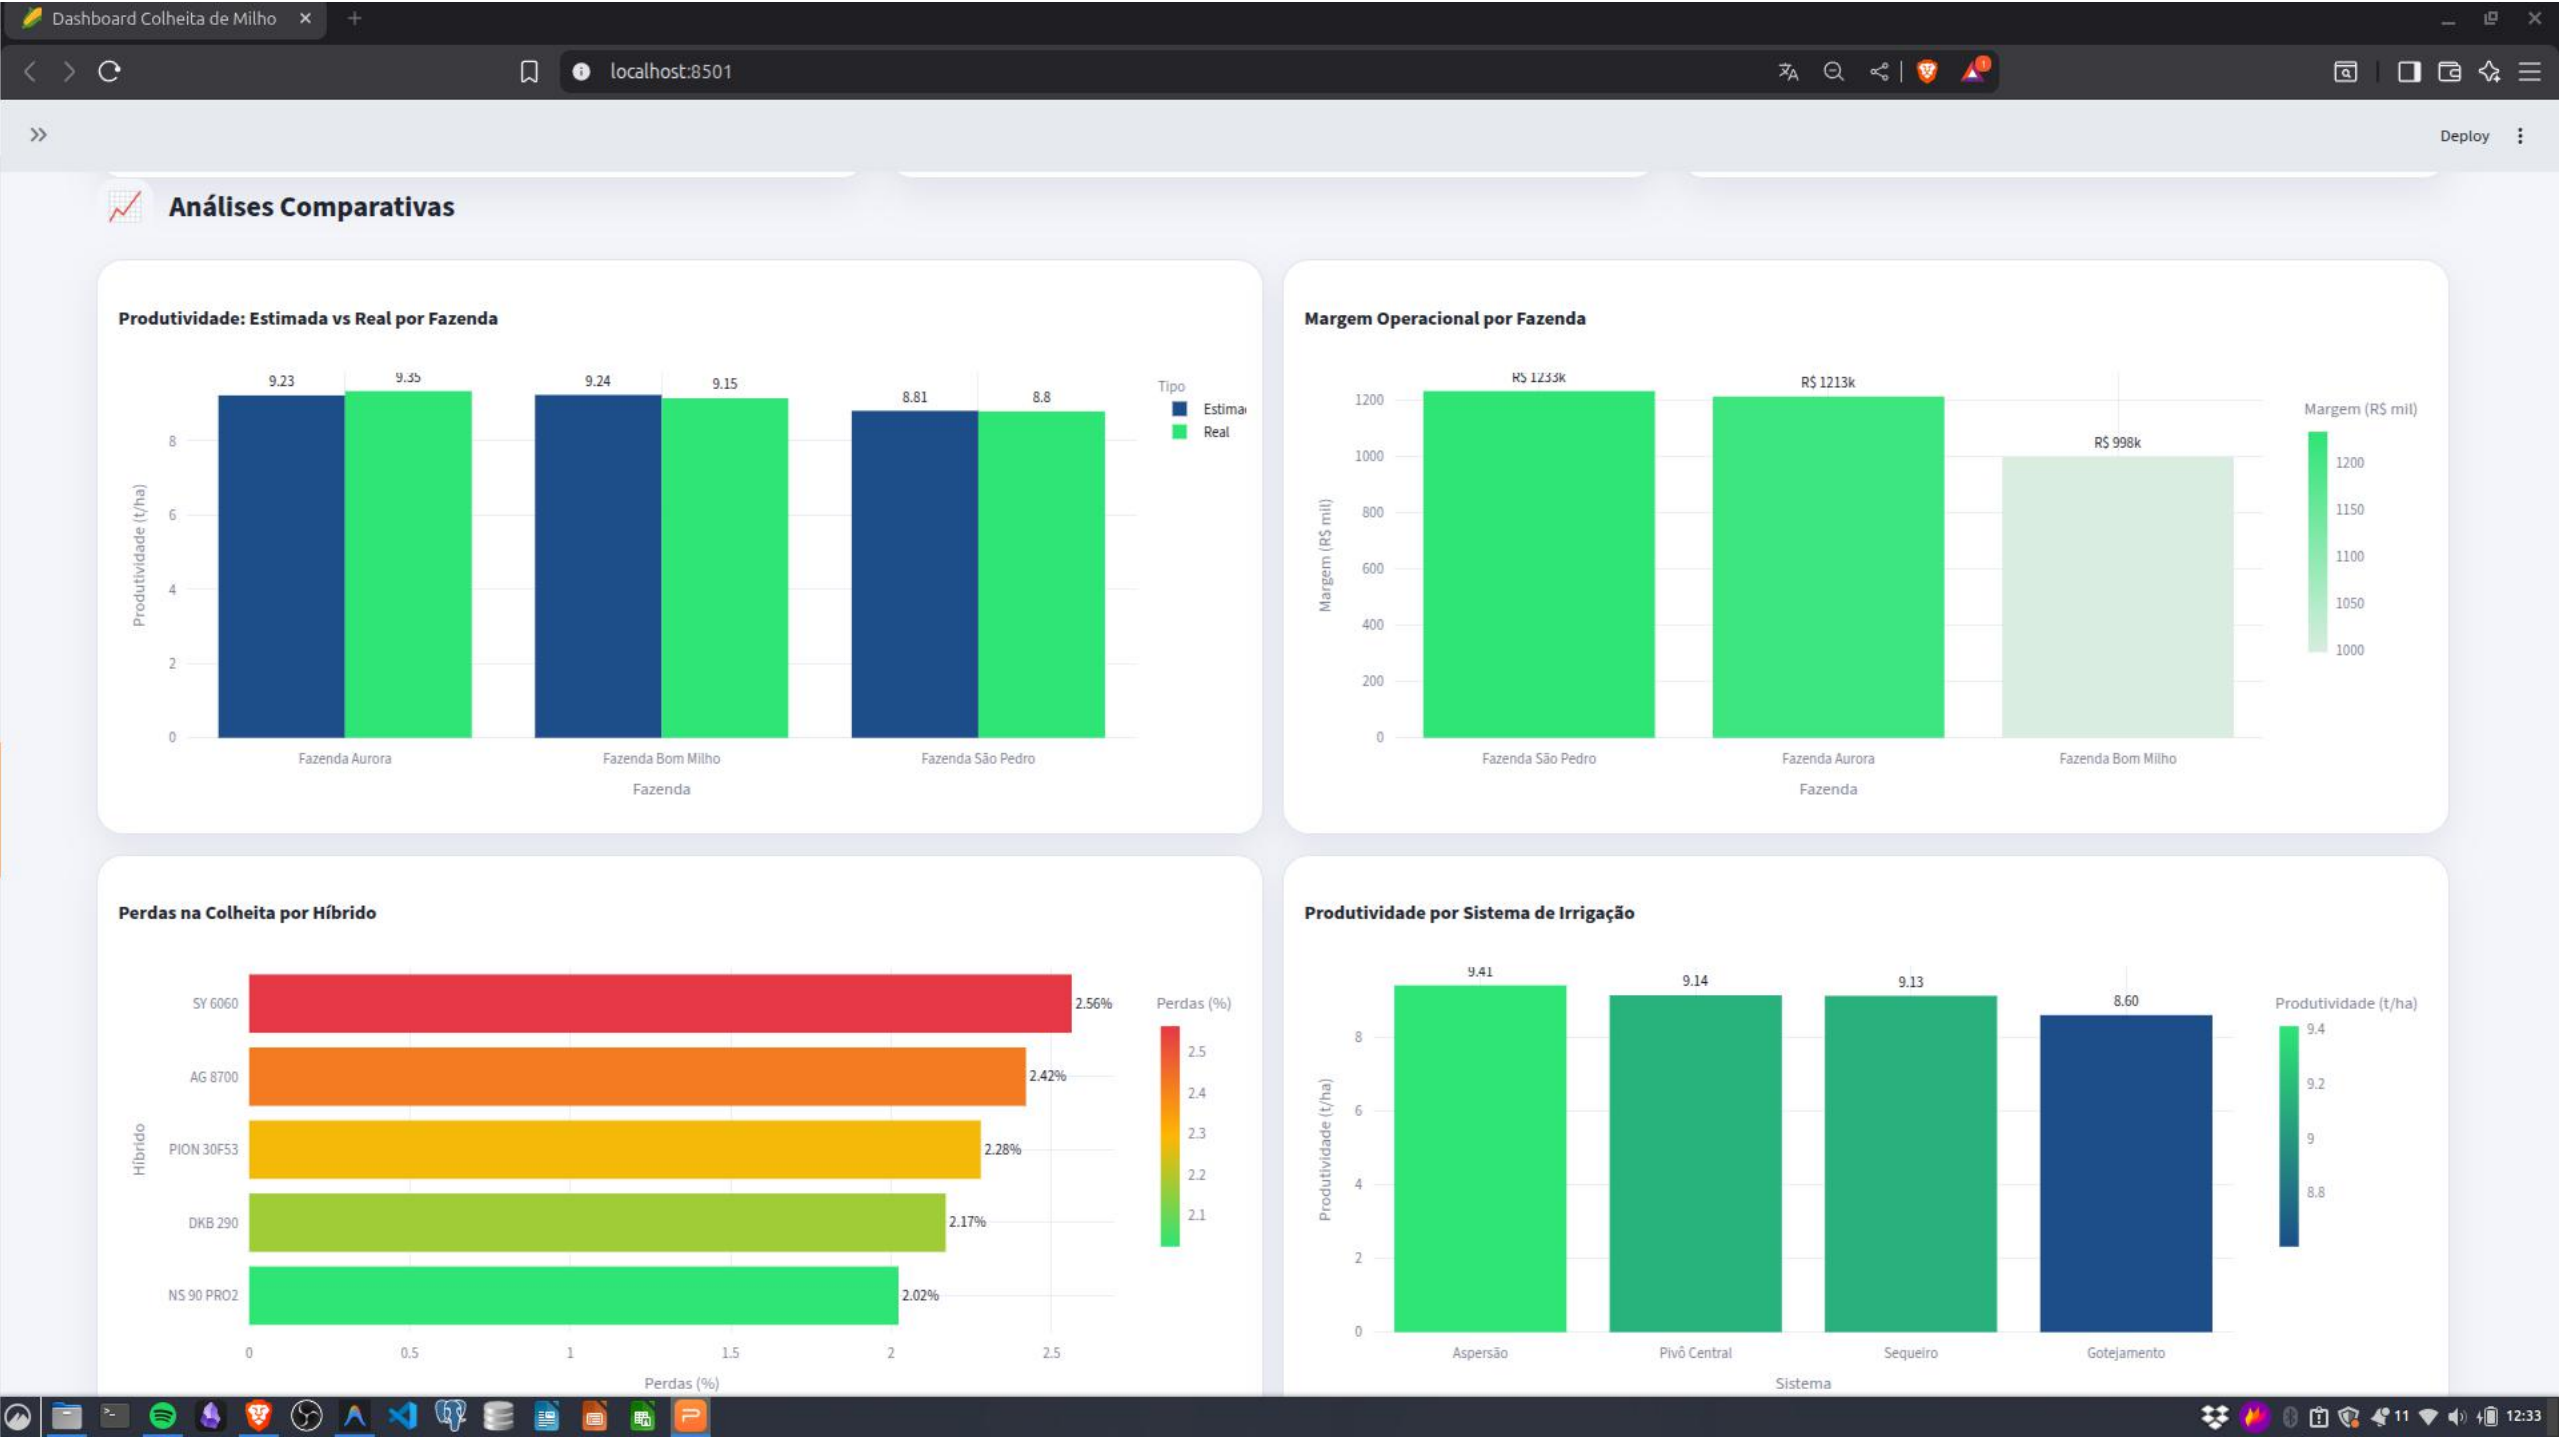 Dashboard Colheita de Milho
localhost:8501
Deploy
Análises Comparativas
Produtividade: Estimada vs Real por Fazenda
9.23
9.35
9.24
9.15
8.81
8.8
Tipo
Estima
Real
8
6
4
2
0
Produtividade (t/ha)
Fazenda Aurora
Fazenda Bom Milho
Fazenda São Pedro
Fazenda
Margem Operacional por Fazenda
R$ 1233k
R$ 1213k
R$ 998k
1200
1000
800
600
400
200
0
Margem (R$ mil)
Fazenda São Pedro
Fazenda Aurora
Fazenda Bom Milho
Fazenda
Margem (R$ mil)
1200
1150
1100
1050
1000
Perdas na Colheita por Híbrido
SY 6060
2.56%
AG 8700
2.42%
PION 30F53
2.28%
DKB 290
2.17%
NS 90 PRO2
2.02%
Híbrido
0
0.5
1
1.5
2
2.5
Perdas (%)
Perdas (%)
2.5
2.4
2.3
2.2
2.1
Produtividade por Sistema de Irrigação
9.41
9.14
9.13
8.60
8
6
4
2
0
Produtividade (t/ha)
Aspersão
Pivô Central
Sequeiro
Gotejamento
Sistema
Produtividade (t/ha)
9.4
9.2
9
8.8
11
12:33